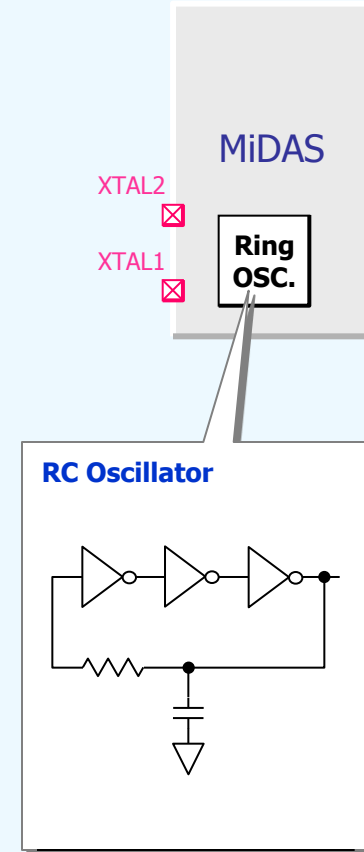 MiDAS
XTAL2
XTAL1
Ring
OSC.
RC Oscillator